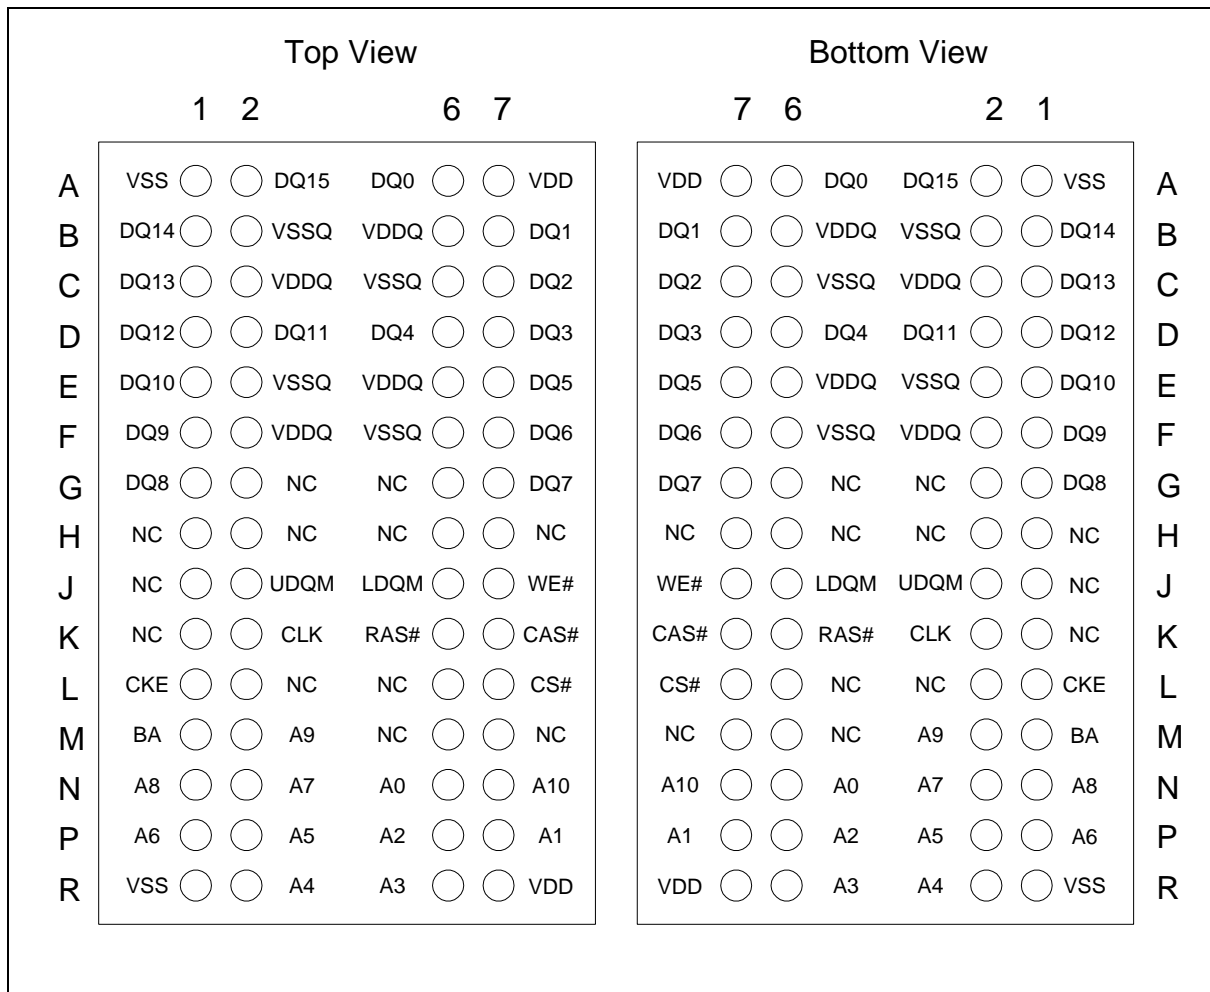 Top View Bottom View
1 2 6 7 7 6 2 1
A VSS DQ15 DQ0 VDD VDD DQ0 DQ15 VSS A
B DQ14 VSSQ VDDQ DQ1 DQ1 VDDQ VSSQ DQ14 B
C DQ13 VDDQ VSSQ DQ2 DQ2 VSSQ VDDQ DQ13 C
D DQ12 DQ11 DQ4 DQ3 DQ3 DQ4 DQ11 DQ12 D
E DQ10 VSSQ VDDQ DQ5 DQ5 VDDQ VSSQ DQ10 E
F DQ9 VDDQ VSSQ DQ6 DQ6 VSSQ VDDQ DQ9 F
G DQ8 NC NC DQ7 DQ7 NC NC DQ8 G
H NC NC NC NC NC NC NC NC H
J NC UDQM LDQM WE# WE# LDQM UDQM NC J
K NC CLK RAS# CAS# CAS# RAS# CLK NC K
L CKE NC NC CS# CS# NC NC CKE L
M BA A9 NC NC NC NC A9 BA M
N A8 A7 A0 A10 A10 A0 A7 A8 N
P A6 A5 A2 A1 A1 A2 A5 A6 P
R VSS A4 A3 VDD VDD A3 A4 VSS R